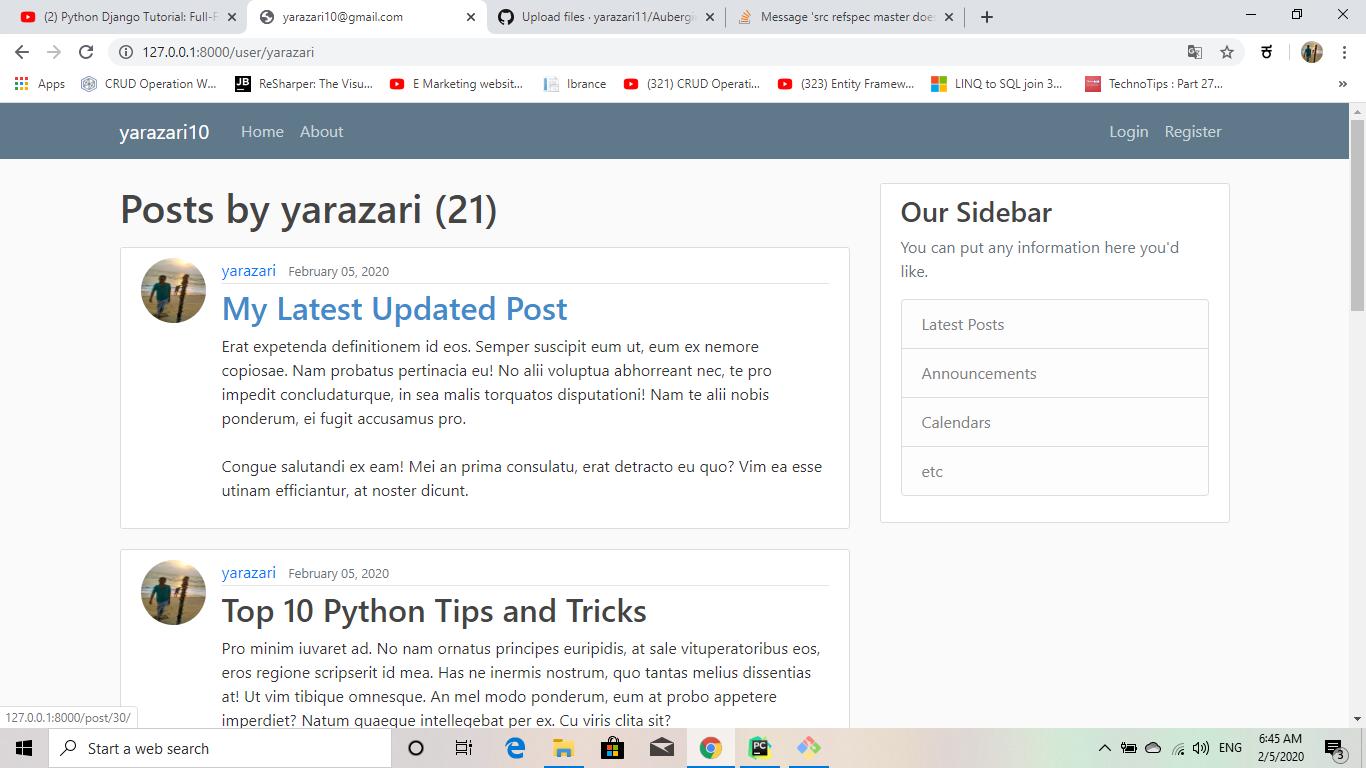 (2) Python Django Tutorial: Full-F
yarazari10@gmail.com
Upload files · yarazari11/Aubergi
Message 'src refspec master doe
127.0.0.1:8000/user/yarazari
Apps
CRUD Operation W...
JB
ReSharper: The Visu...
E Marketing websit...
Ibrance
(321) CRUD Operati...
(323) Entity Framew...
LINQ to SQL join 3...
TechnoTips : Part 27...
»
yarazari10
Home
About
Login
Register
Posts by yarazari (21)
yarazari February 05, 2020
My Latest Updated Post
Erat expetenda definitionem id eos. Semper suscipit eum ut, eum ex nemore
copiosae. Nam probatus pertinacia eu! No alii voluptua abhorreant nec, te pro
impedit concludaturque, in sea malis torquatos disputationi! Nam te alii nobis
ponderum, ei fugit accusamus pro.
Congue salutandi ex eam! Mei an prima consulatu, erat detracto eu quo? Vim ea esse
utinam efficiantur, at noster dicunt.
yarazari February 05, 2020
Top 10 Python Tips and Tricks
Pro minim iuvaret ad. No nam ornatus principes euripidis, at sale vituperatoribus eos,
eros regione scripserit id mea. Has ne inermis nostrum, quo tantas melius dissentias
at! Ut vim tibique omnesque. An mel modo ponderum, eum at probo appetere
imperdiet? Natum quaeque intellegebat per ex. Cu viris clita sit?
Our Sidebar
You can put any information here you'd
like.
Latest Posts
Announcements
Calendars
etc
127.0.0.1:8000/post/30/
Start a web search
PC
ENG
6:45 AM
2/5/2020
3